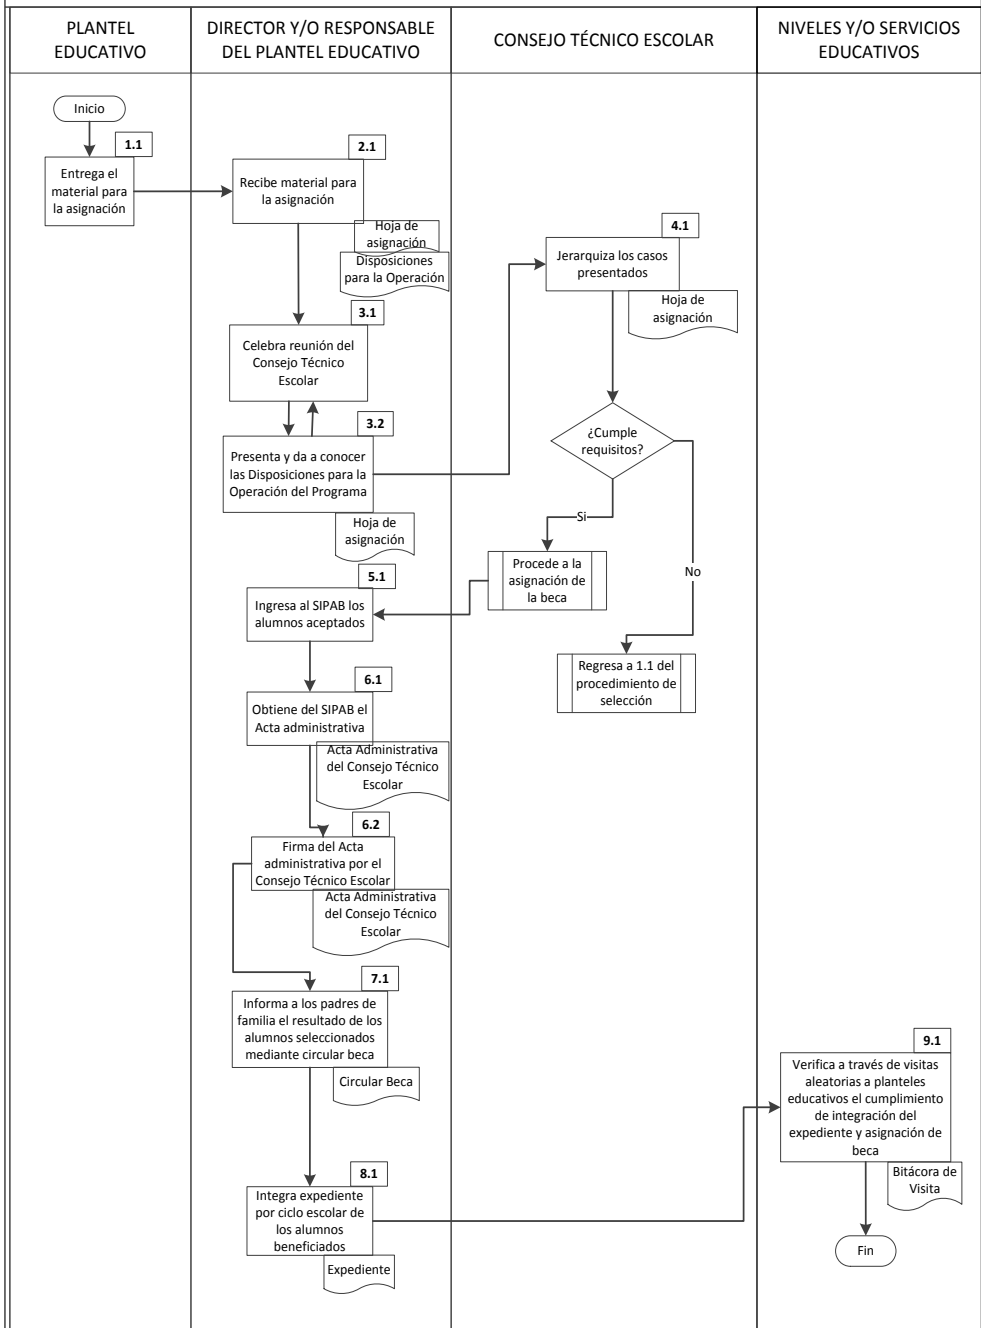 PLANTEL
EDUCATIVO
DIRECTOR Y/O RESPONSABLE
DEL PLANTEL EDUCATIVO
CONSEJO TÉCNICO ESCOLAR
NIVELES Y/O SERVICIOS
EDUCATIVOS
Inicio
1.1
Entrega el
material para
la asignación
2.1
Recibe material para
la asignación
Hoja de
asignación
Disposiciones
para la Operación
3.1
Celebra reunión del
Consejo Técnico
Escolar
3.2
Presenta y da a conocer
las Disposiciones para la
Operación del Programa
Hoja de
asignación
4.1
Jerarquiza los casos
presentados
Hoja de
asignación
¿Cumple
requisitos?
Si
No
Procede a la
asignación de
la beca
Regresa a 1.1 del
procedimiento de
selección
5.1
Ingresa al SIPAB los
alumnos aceptados
6.1
Obtiene del SIPAB el
Acta administrativa
Acta Administrativa
del Consejo Técnico
Escolar
6.2
Firma del Acta
administrativa por el
Consejo Técnico Escolar
Acta Administrativa
del Consejo Técnico
Escolar
7.1
Informa a los padres de
familia el resultado de los
alumnos seleccionados
mediante circular beca
Circular Beca
8.1
Integra expediente
por ciclo escolar de
los alumnos
beneficiados
Expediente
9.1
Verifica a través de visitas
aleatorias a planteles
educativos el cumplimiento
de integración del
expediente y asignación de
beca
Bitácora de
Visita
Fin